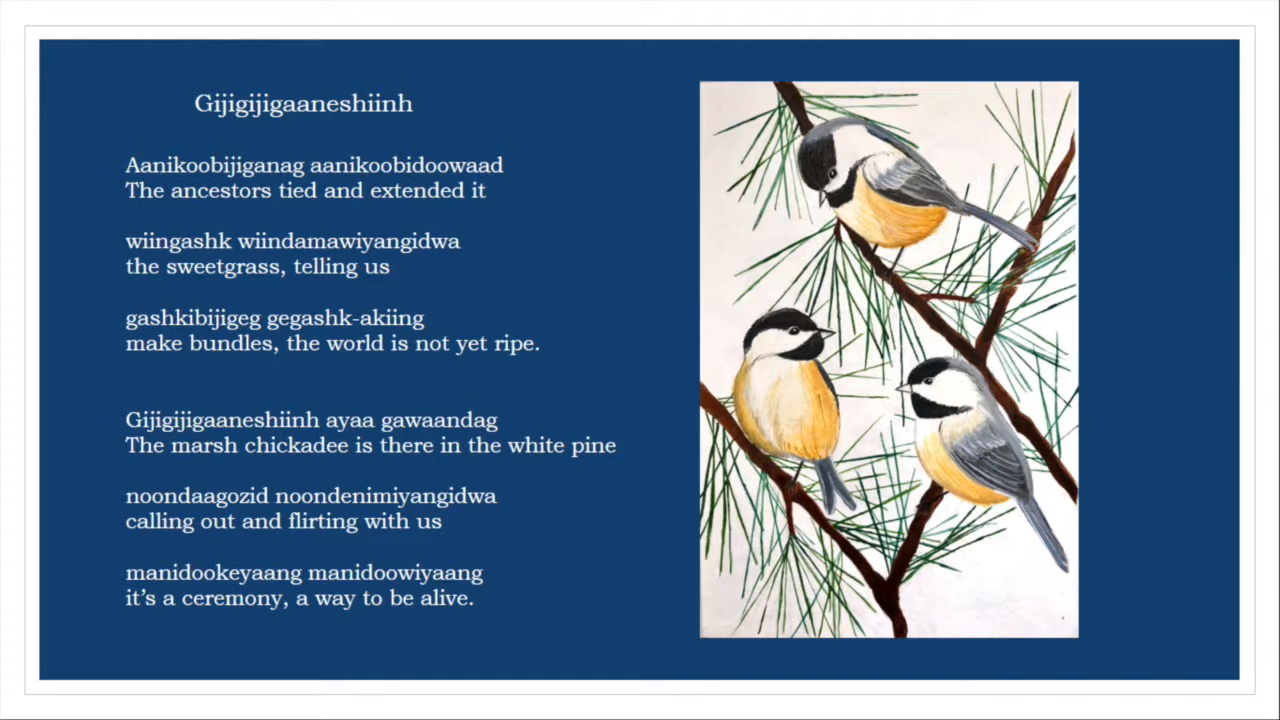 Gijigijigaaneshiinh
Aanikoobijiganag aanikoobidoowaad
The ancestors tied and extended it
wiingashk wiindamawiyangidwa
the sweetgrass, telling us
gashkibijigeg gegashk-akiing
make bundles, the world is not yet ripe.
Gijigijigaaneshiinh ayaa gawaandag
The marsh chickadee is there in the white pine
noondaagozid noondenimiyangidwa
calling out and flirting with us
manidookeyaang manidoowiyaang
it’s a ceremony, a way to be alive.